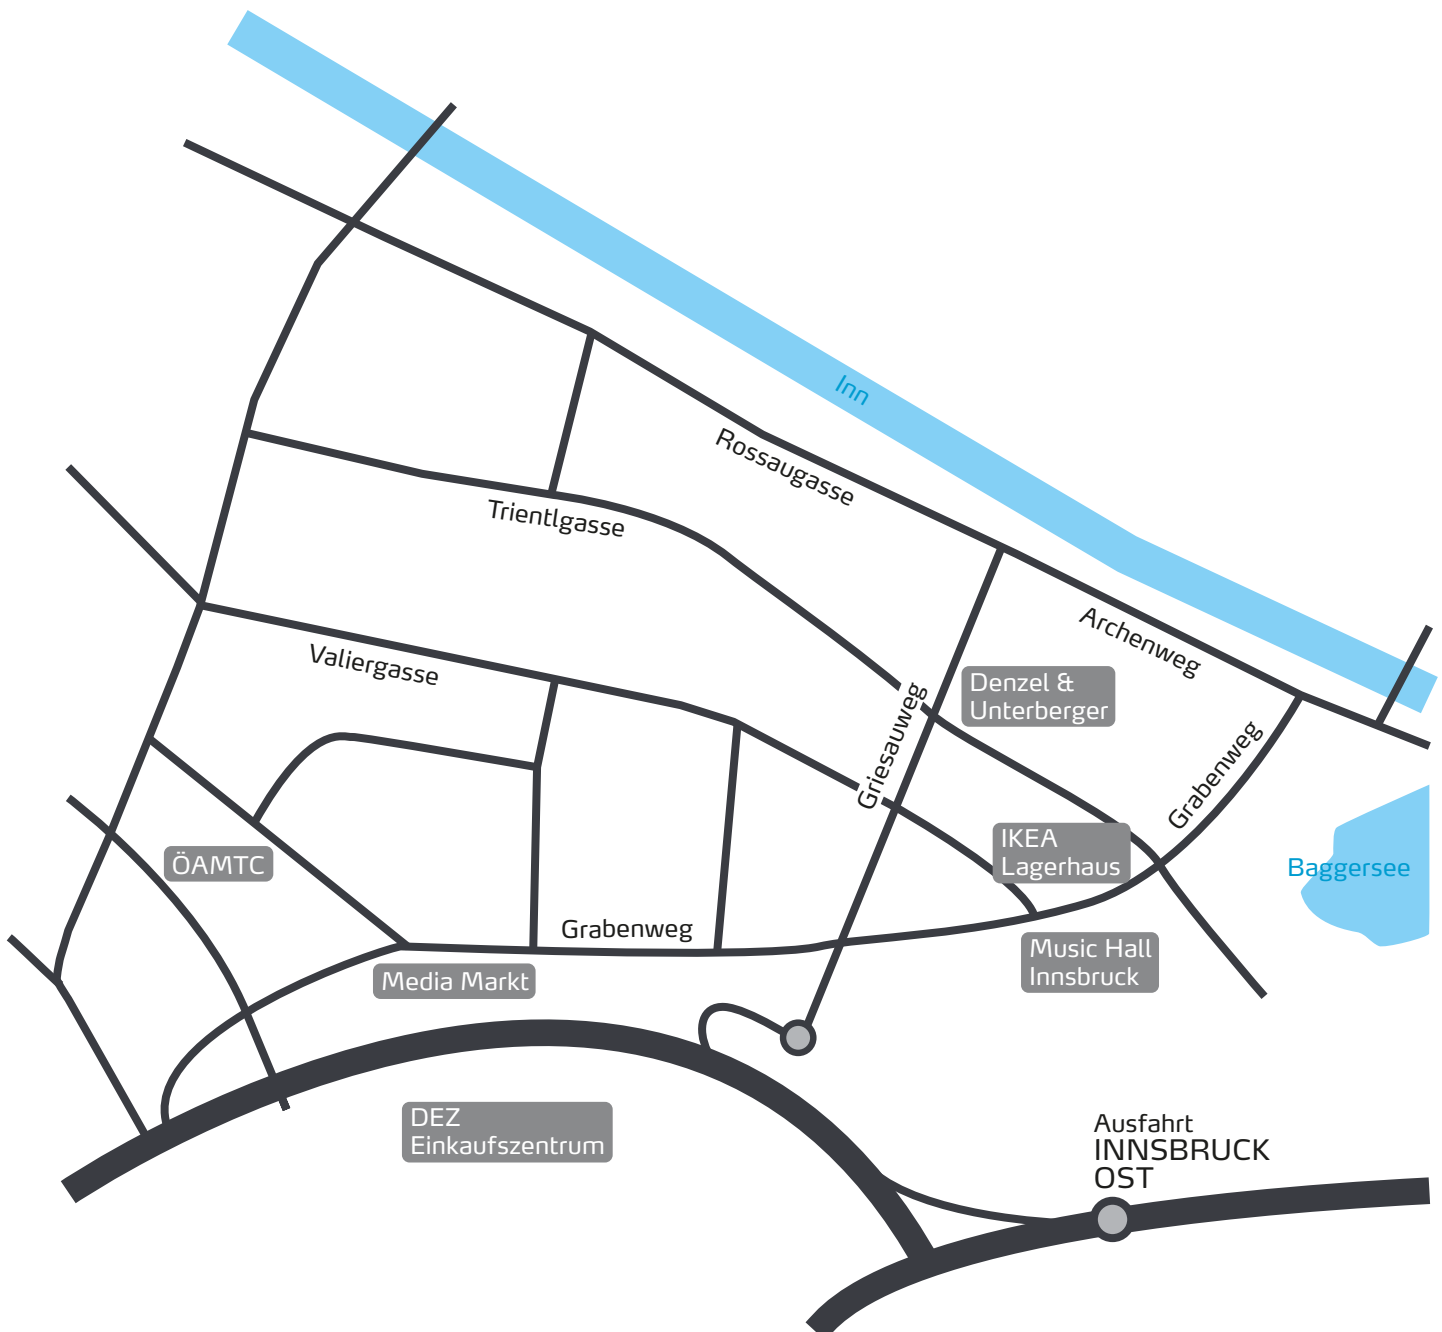 Inn
Rossaugasse
Trientlgasse
Archenweg
Valiergasse
Denzel &
Unterberger
Griesauweg
Grabenweg
IKEA
Lagerhaus
Baggersee
ÖAMTC
Grabenweg
Music Hall
Innsbruck
Media Markt
DEZ
Einkaufszentrum
Ausfahrt
INNSBRUCK
OST